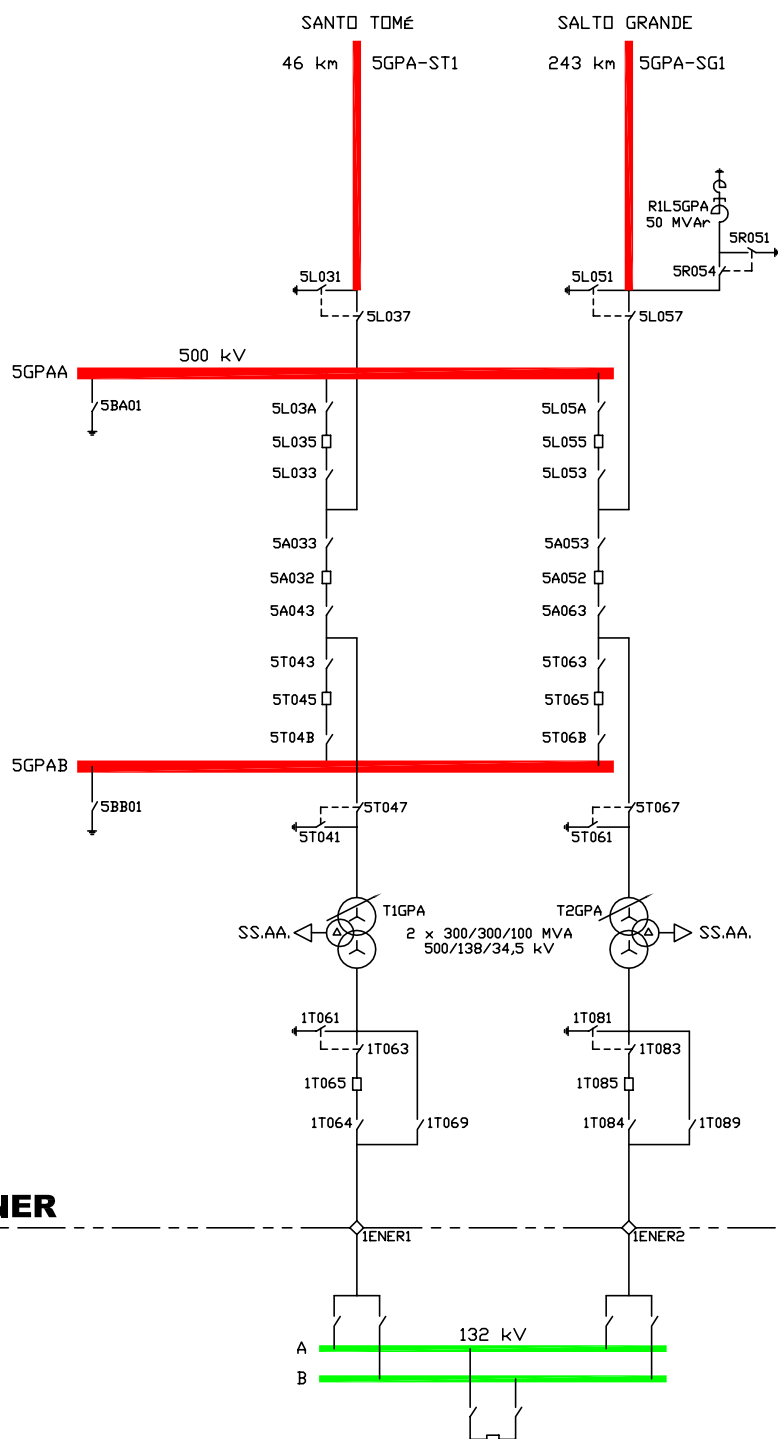 SANTO TOMÉ SALTO GRANDE
46 km 5GPA-ST1 243 km 5GPA-SG1
R1L5GPA
50 MVAr
5R051
5R054
5L031 5L051
5L037 5L057
500 kV
5GPAA
5BA01
5L03A 5L05A
5L035 5L055
5L033 5L053
5A033 5A053
5A032 5A052
5A043 5A063
5T043 5T063
5T045 5T065
5T04B 5T06B
5GPAB
5BB01
5T047 5T067
5T041 5T061
T1GPA T2GPA
SS.AA. 2 x 300/300/100 MVA SS.AA.
500/138/34,5 kV
1T061 1T081
1T063 1T083
1T065 1T085
1T064 1T069 1T084 1T089
NER
1ENER1 1ENER2
132 kV
A
B